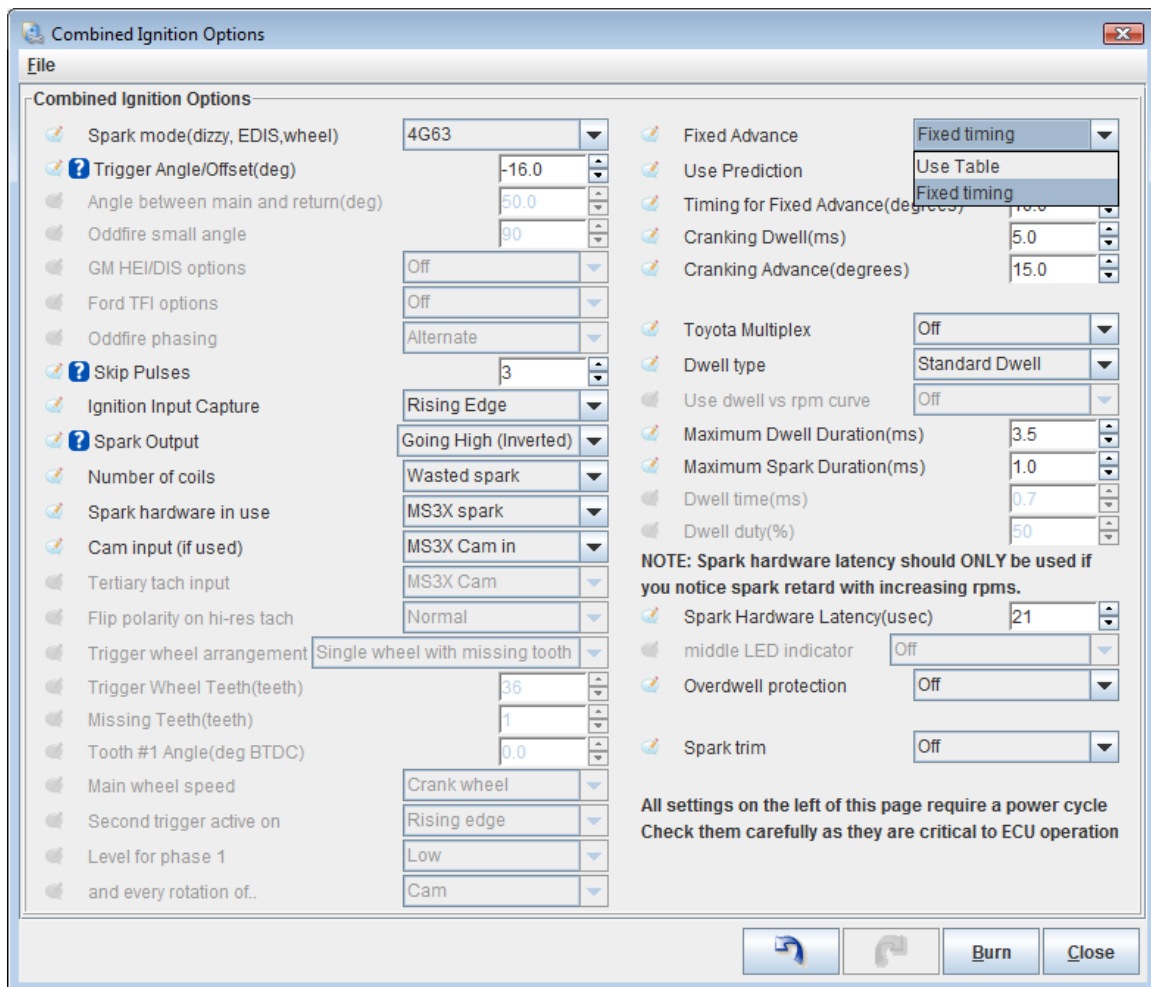 Combined Ignition Options
File
Combined Ignition Options
Spark mode(dizzy, EDIS,wheel) 4G63
Trigger Angle/Offset(deg) -16.0
Angle between main and return(deg) 50.0
Oddfire small angle 90
GM HEI/DIS options Off
Ford TFI options Off
Oddfire phasing Alternate
Skip Pulses 3
Ignition Input Capture Rising Edge
Spark Output Going High (Inverted)
Number of coils Wasted spark
Spark hardware in use MS3X spark
Cam input (if used) MS3X Cam in
Tertiary tach input MS3X Cam
Flip polarity on hi-res tach Normal
Trigger wheel arrangement Single wheel with missing tooth
Trigger Wheel Teeth(teeth) 36
Missing Teeth(teeth) 1
Tooth #1 Angle(deg BTDC) 0.0
Main wheel speed Crank wheel
Second trigger active on Rising edge
Level for phase 1 Low
and every rotation of.. Cam
Fixed Advance Fixed timing
Use Prediction Use Table
Fixed timing
Timing for Fixed Advance(degrees)
Cranking Dwell(ms) 5.0
Cranking Advance(degrees) 15.0
Toyota Multiplex Off
Dwell type Standard Dwell
Use dwell vs rpm curve Off
Maximum Dwell Duration(ms) 3.5
Maximum Spark Duration(ms) 1.0
Dwell time(ms) 0.7
Dwell duty(%) 50
NOTE: Spark hardware latency should ONLY be used if
you notice spark retard with increasing rpms.
Spark Hardware Latency(usec) 21
middle LED indicator Off
Overdwell protection Off
Spark trim Off
All settings on the left of this page require a power cycle
Check them carefully as they are critical to ECU operation
Burn Close